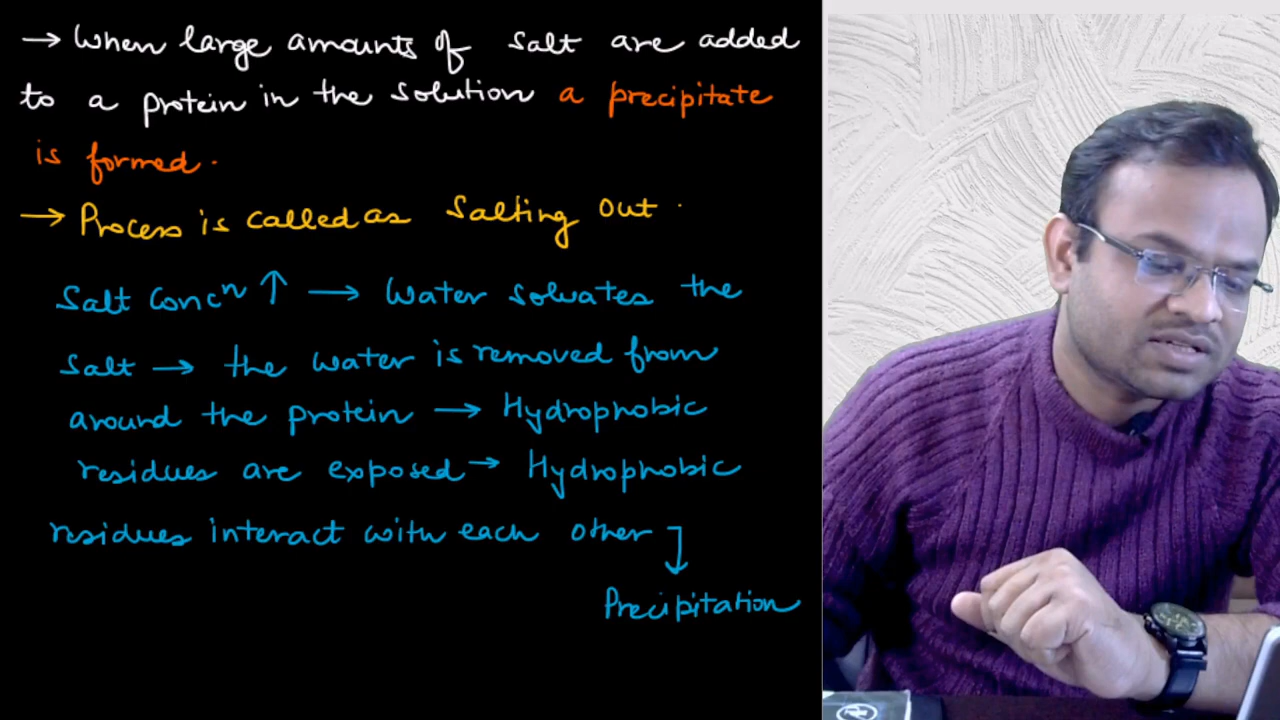 → When large amounts of salt are added
to a protein in the solution a precipitate
is formed.
→ Process is called as Salting out.
Salt Concⁿ ↑ → Water solvates the
salt → the water is removed from
around the protein → Hydrophobic
residues are exposed → Hydrophobic
residues interact with each other
Precipitation